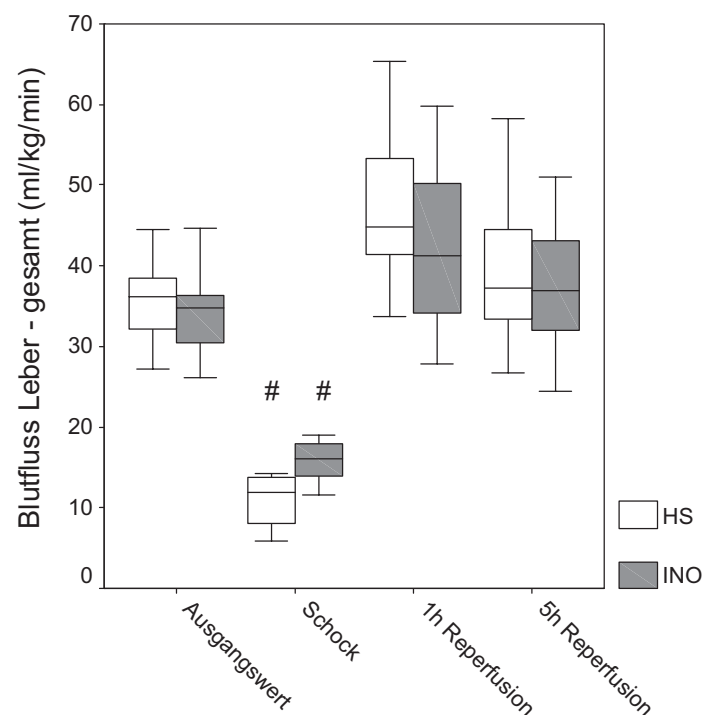 Blutfluss Leber - gesamt (ml/kg/min)
70
60
50
40
30
20
10
0
# #
HS
INO
Ausgangswert
Schock
1h Reperfusion
5h Reperfusion